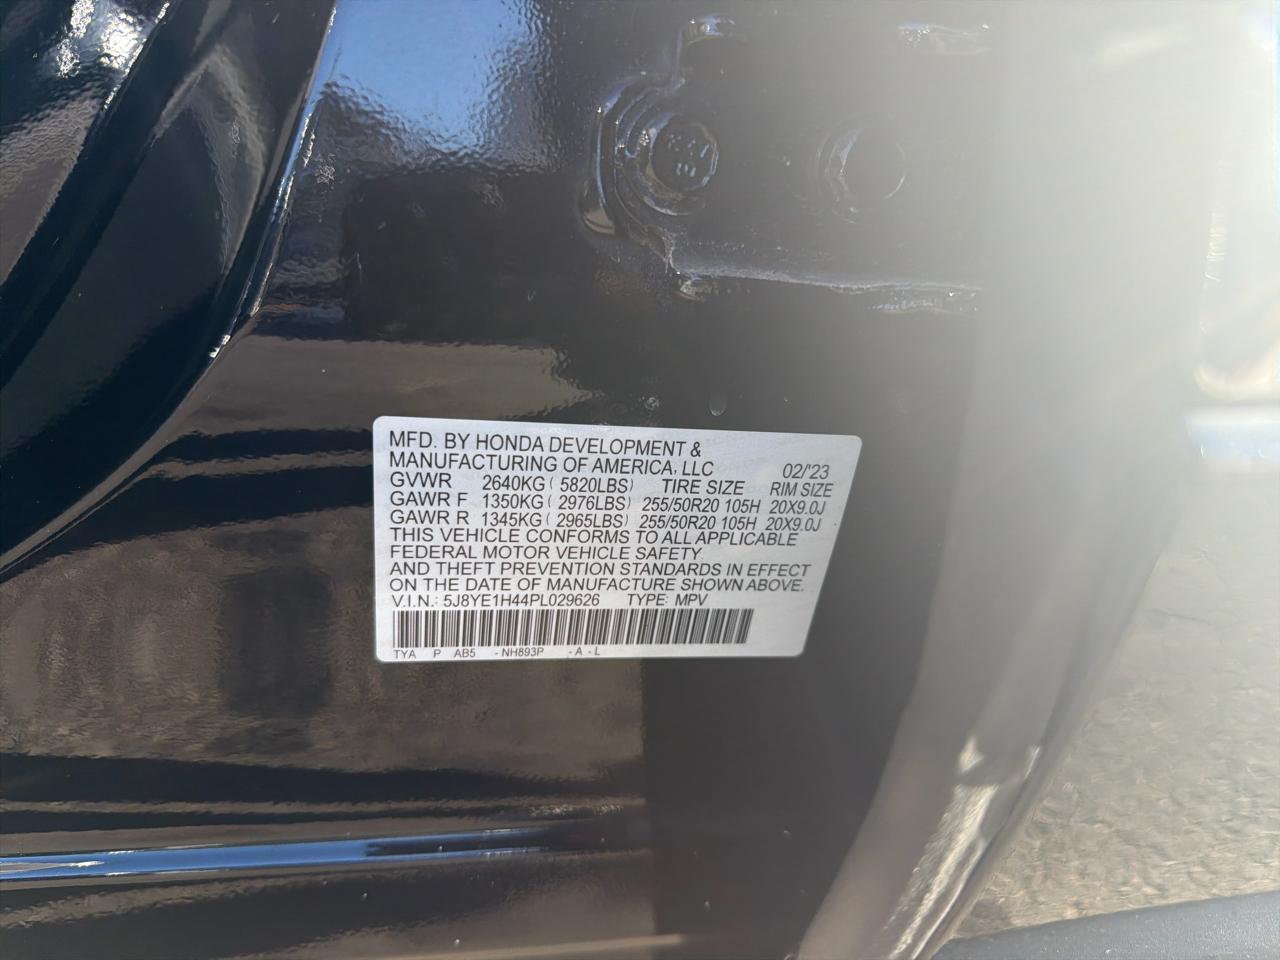 MFD. BY HONDA DEVELOPMENT &
MANUFACTURING OF AMERICA, LLC 02/'23
GVWR 2640KG ( 5820LBS) TIRE SIZE RIM SIZE
GAWR F 1350KG ( 2976LBS) 255/50R20 105H 20X9.0J
GAWR R 1345KG ( 2965LBS) 255/50R20 105H 20X9.0J
THIS VEHICLE CONFORMS TO ALL APPLICABLE
FEDERAL MOTOR VEHICLE SAFETY
AND THEFT PREVENTION STANDARDS IN EFFECT
ON THE DATE OF MANUFACTURE SHOWN ABOVE.
V.I.N.: 5J8YE1H44PL029626 TYPE: MPV
TYA P AB5 - NH893P - A - L